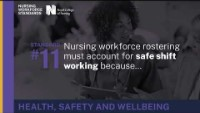 NURSING
WORKFORCE
STANDARDS
Royal College
of Nursing
STANDARD
#11
Nursing workforce rostering
must account for safe shift
working because...
HEALTH, SAFETY AND WELLBEING